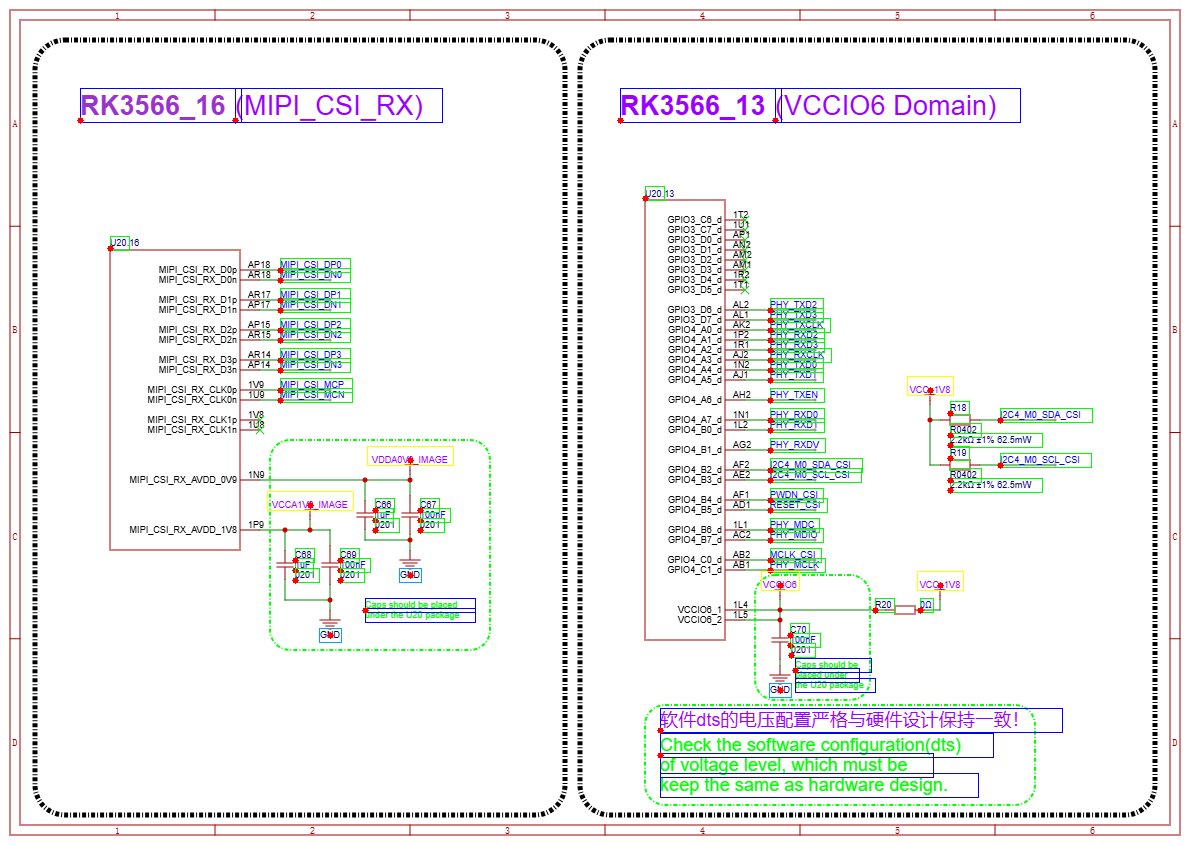 1 2 3 4 5 6
RK3566_16 (MIPI_CSI_RX)
RK3566_13 (VCCIO6 Domain)
A A
B B
C C
D D
U20.16
MIPI_CSI_RX_D0p AP18 MIPI_CSI_DP0
MIPI_CSI_RX_D0n AR18 MIPI_CSI_DN0
MIPI_CSI_RX_D1p AR17 MIPI_CSI_DP1
MIPI_CSI_RX_D1n AP17 MIPI_CSI_DN1
MIPI_CSI_RX_D2p AP15 MIPI_CSI_DP2
MIPI_CSI_RX_D2n AR15 MIPI_CSI_DN2
MIPI_CSI_RX_D3p AR14 MIPI_CSI_DP3
MIPI_CSI_RX_D3n AP14 MIPI_CSI_DN3
MIPI_CSI_RX_CLK0p 1V9 MIPI_CSI_MCP
MIPI_CSI_RX_CLK0n 1U9 MIPI_CSI_MCN
MIPI_CSI_RX_CLK1p 1V8
MIPI_CSI_RX_CLK1n 1U8
MIPI_CSI_RX_AVDD_0V9 1N9
MIPI_CSI_RX_AVDD_1V8 1P9
VDDA0V9_IMAGE
VCCA1V8_IMAGE
C66
1uF
0201
C67
100nF
0201
GND
C68
1uF
0201
C69
100nF
0201
GND
Caps should be placed
under the U20 package
U20.13
GPIO3_C6_d 1T2
GPIO3_C7_d 1U1
GPIO3_D0_d AP1
GPIO3_D1_d AN2
GPIO3_D2_d AM2
GPIO3_D3_d AM1
GPIO3_D4_d 1R2
GPIO3_D5_d 1T1
GPIO3_D6_d AL2 PHY_TXD2
GPIO3_D7_d AL1 PHY_TXD3
GPIO4_A0_d AK2 PHY_TXCLK
GPIO4_A1_d 1P2 PHY_RXD2
GPIO4_A2_d 1R1 PHY_RXD3
GPIO4_A3_d AJ2 PHY_RXCLK
GPIO4_A4_d 1N2 PHY_TXD0
GPIO4_A5_d AJ1 PHY_TXD1
GPIO4_A6_d AH2 PHY_TXEN
GPIO4_A7_d 1N1 PHY_RXD0
GPIO4_B0_d 1L2 PHY_RXD1
GPIO4_B1_d AG2 PHY_RXDV
GPIO4_B2_d AF2 I2C4_M0_SDA_CSI
GPIO4_B3_d AE2 I2C4_M0_SCL_CSI
GPIO4_B4_d AF1 PWDN_CSI
GPIO4_B5_d AD1 RESET_CSI
GPIO4_B6_d 1L1 PHY_MDC
GPIO4_B7_d AC2 PHY_MDIO
GPIO4_C0_d AB2 MCLK_CSI
GPIO4_C1_d AB1 PHY_MCLK
VCCIO6_1 1L4
VCCIO6_2 1L5
VCCIO6
R20 0Ω
VCC_1V8
C70
100nF
0201
GND
Caps should be
placed under
the U20 package
VCC_1V8
R18 I2C4_M0_SDA_CSI
R0402
2.2kΩ ±1% 62.5mW
R19 I2C4_M0_SCL_CSI
R0402
2.2kΩ ±1% 62.5mW
软件dts的电压配置严格与硬件设计保持一致！
Check the software configuration(dts)
of voltage level, which must be
keep the same as hardware design.
1 2 3 4 5 6